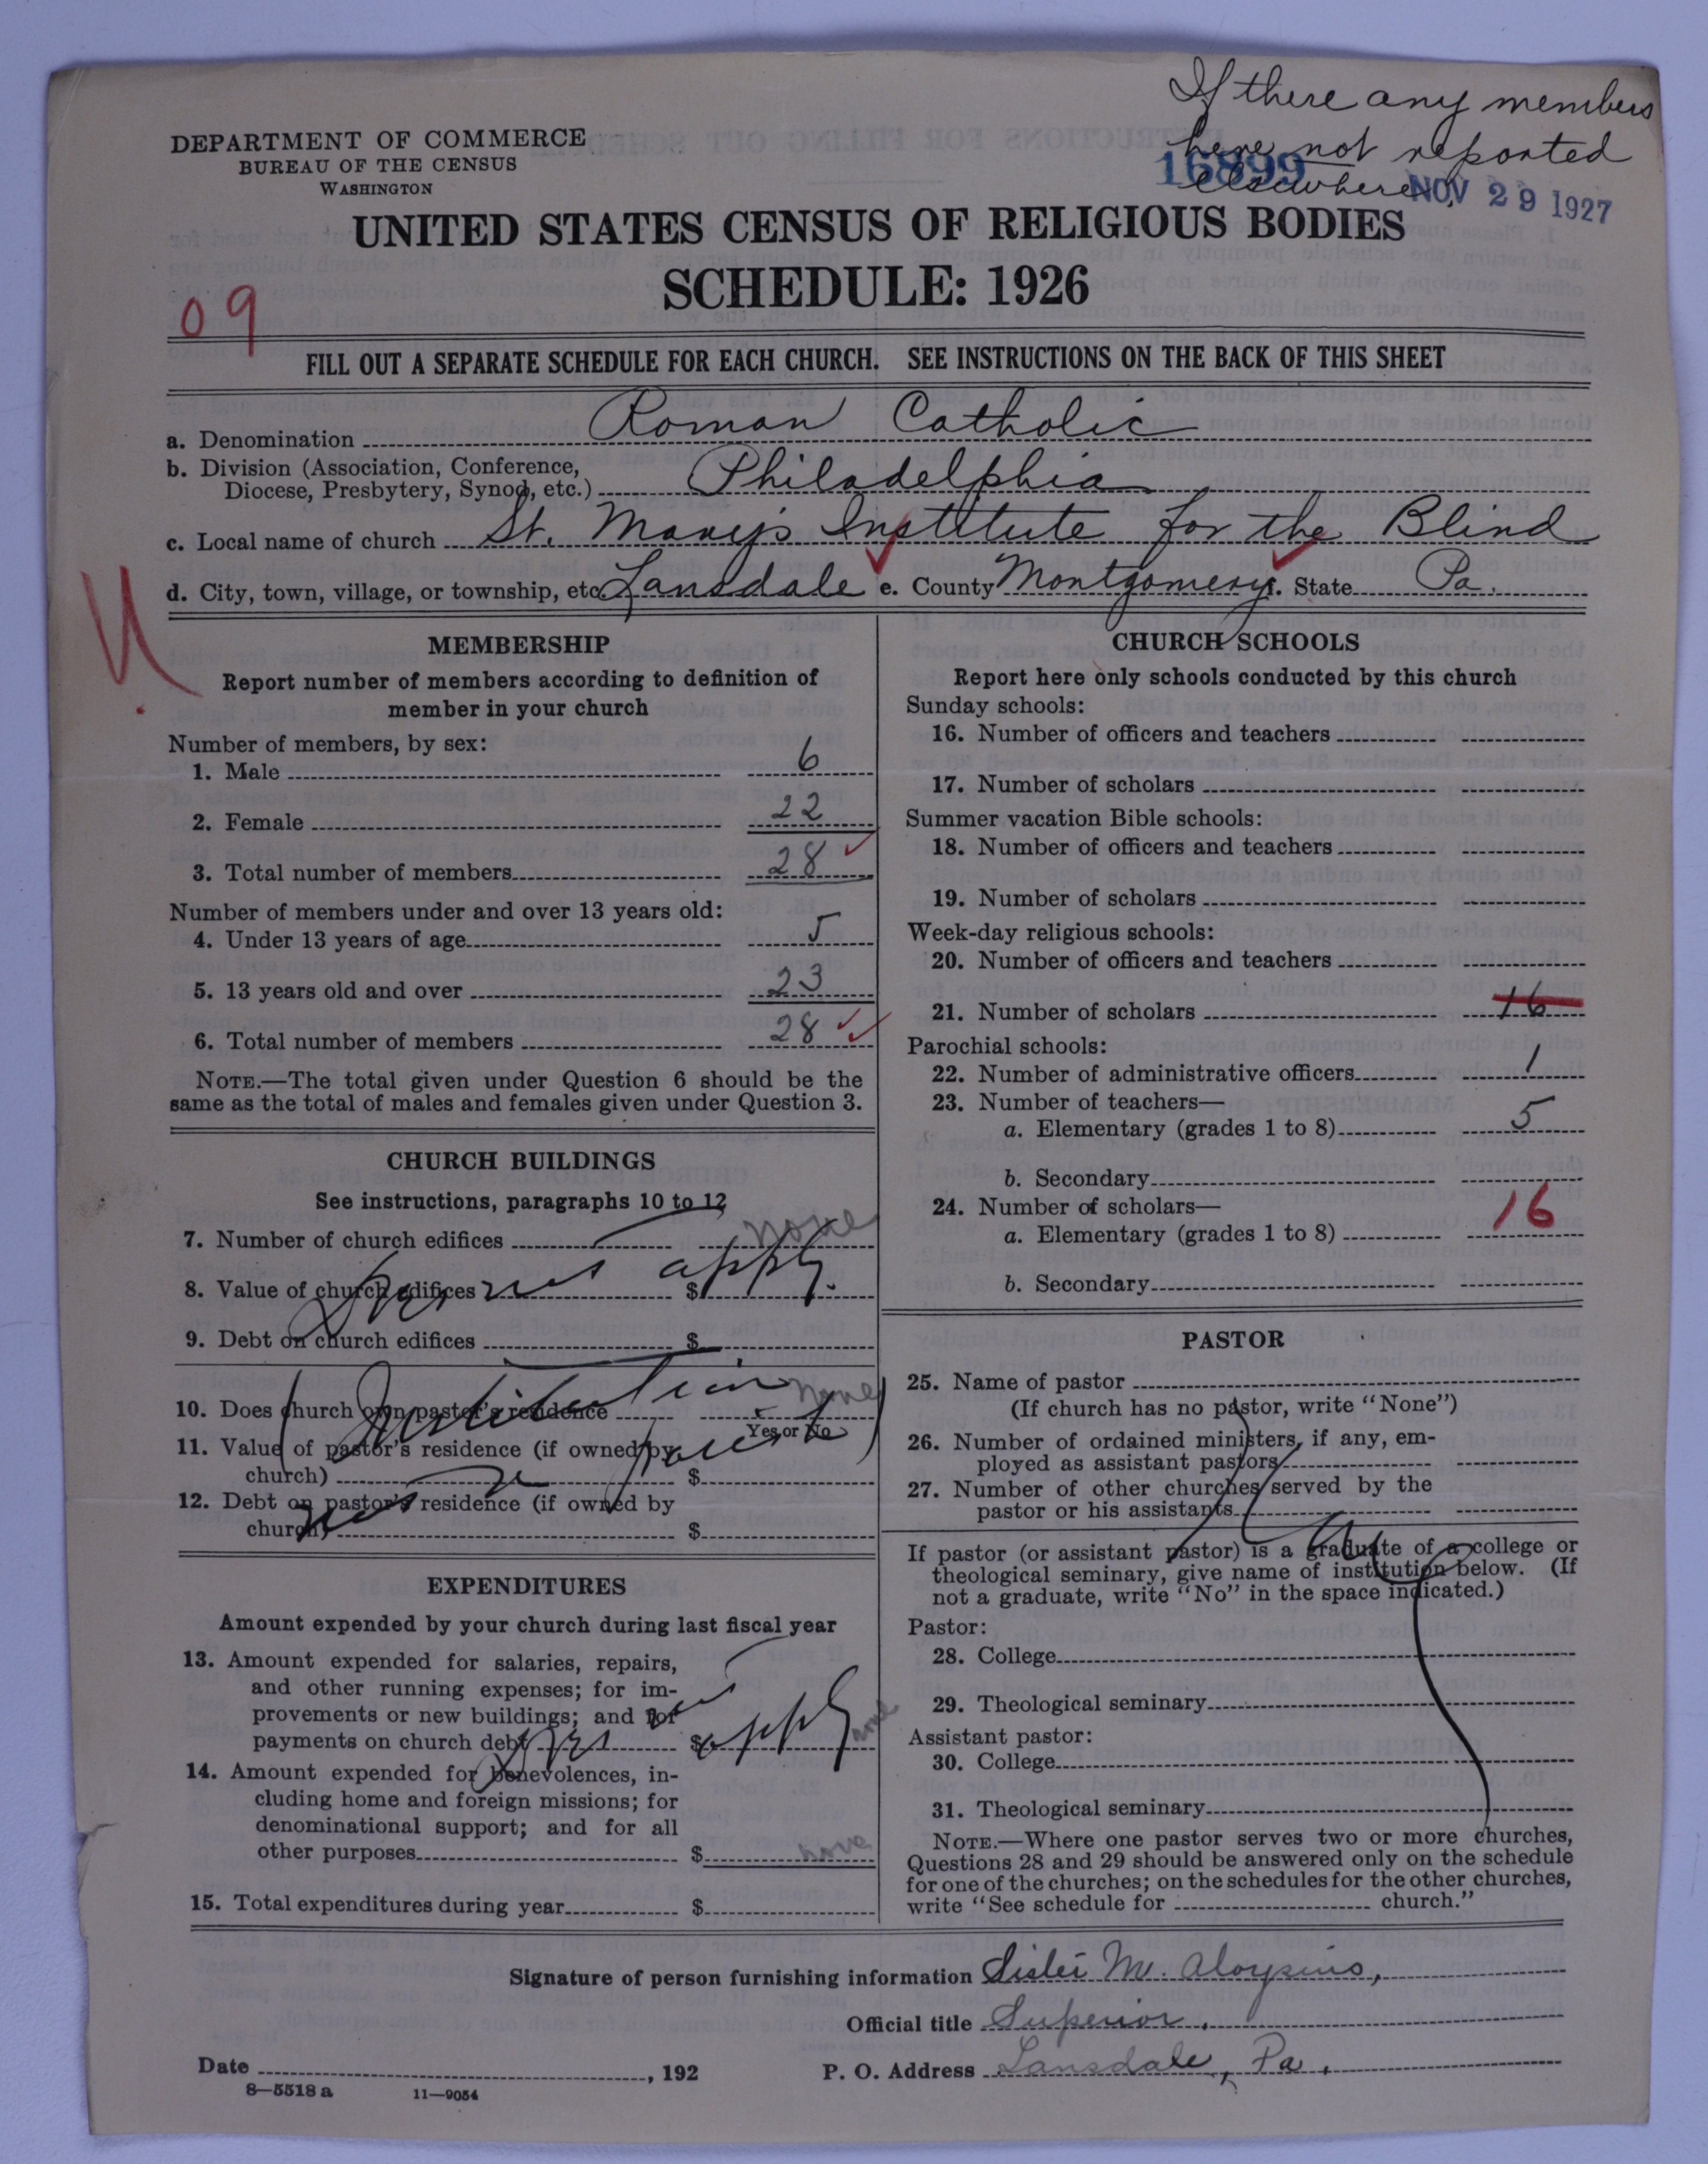 If there any members
here not reported
elsewhere
16899
NOV 29 1927
DEPARTMENT OF COMMERCE
BUREAU OF THE CENSUS
WASHINGTON
UNITED STATES CENSUS OF RELIGIOUS BODIES
SCHEDULE: 1926
09
FILL OUT A SEPARATE SCHEDULE FOR EACH CHURCH. SEE INSTRUCTIONS ON THE BACK OF THIS SHEET
a. Denomination Roman Catholic
b. Division (Association, Conference,
Diocese, Presbytery, Synod, etc.) Philadelphia
c. Local name of church St. Mary's Institute for the Blind
d. City, town, village, or township, etc. Lansdale e. County Montgomery f. State Pa.
MEMBERSHIP
Report number of members according to definition of
member in your church
Number of members, by sex:
1. Male 6
2. Female 22
3. Total number of members 28
Number of members under and over 13 years old:
4. Under 13 years of age 5
5. 13 years old and over 23
6. Total number of members 28
NOTE.—The total given under Question 6 should be the
same as the total of males and females given under Question 3.
CHURCH BUILDINGS
See instructions, paragraphs 10 to 12
7. Number of church edifices none
8. Value of church edifices $
Does not apply.
9. Debt on church edifices $
(Institution
10. Does church own pastor's residence none
Yes or No
11. Value of pastor's residence (if owned by
church) $
not a parish)
12. Debt on pastor's residence (if owned by
church) $
EXPENDITURES
Amount expended by your church during last fiscal year
13. Amount expended for salaries, repairs,
and other running expenses; for im-
provements or new buildings; and for
payments on church debt $ none
Does not apply
14. Amount expended for benevolences, in-
cluding home and foreign missions; for
denominational support; and for all
other purposes $ none
15. Total expenditures during year $
CHURCH SCHOOLS
Report here only schools conducted by this church
Sunday schools:
16. Number of officers and teachers
17. Number of scholars
Summer vacation Bible schools:
18. Number of officers and teachers
19. Number of scholars
Week-day religious schools:
20. Number of officers and teachers
21. Number of scholars 16
Parochial schools:
22. Number of administrative officers 1
23. Number of teachers—
a. Elementary (grades 1 to 8) 5
b. Secondary
24. Number of scholars—
a. Elementary (grades 1 to 8) 16
b. Secondary
PASTOR
25. Name of pastor
(If church has no pastor, write "None")
26. Number of ordained ministers, if any, em-
ployed as assistant pastors
27. Number of other churches served by the
pastor or his assistants
If pastor (or assistant pastor) is a graduate of a college or
theological seminary, give name of institution below. (If
not a graduate, write "No" in the space indicated.)
Pastor:
28. College
29. Theological seminary
Assistant pastor:
30. College
31. Theological seminary
NOTE.—Where one pastor serves two or more churches,
Questions 28 and 29 should be answered only on the schedule
for one of the churches; on the schedules for the other churches,
write "See schedule for church."
Signature of person furnishing information Sister M. Aloysius,
Official title Superior.
Date , 192 P. O. Address Lansdale, Pa.
8—5518 a 11—9054